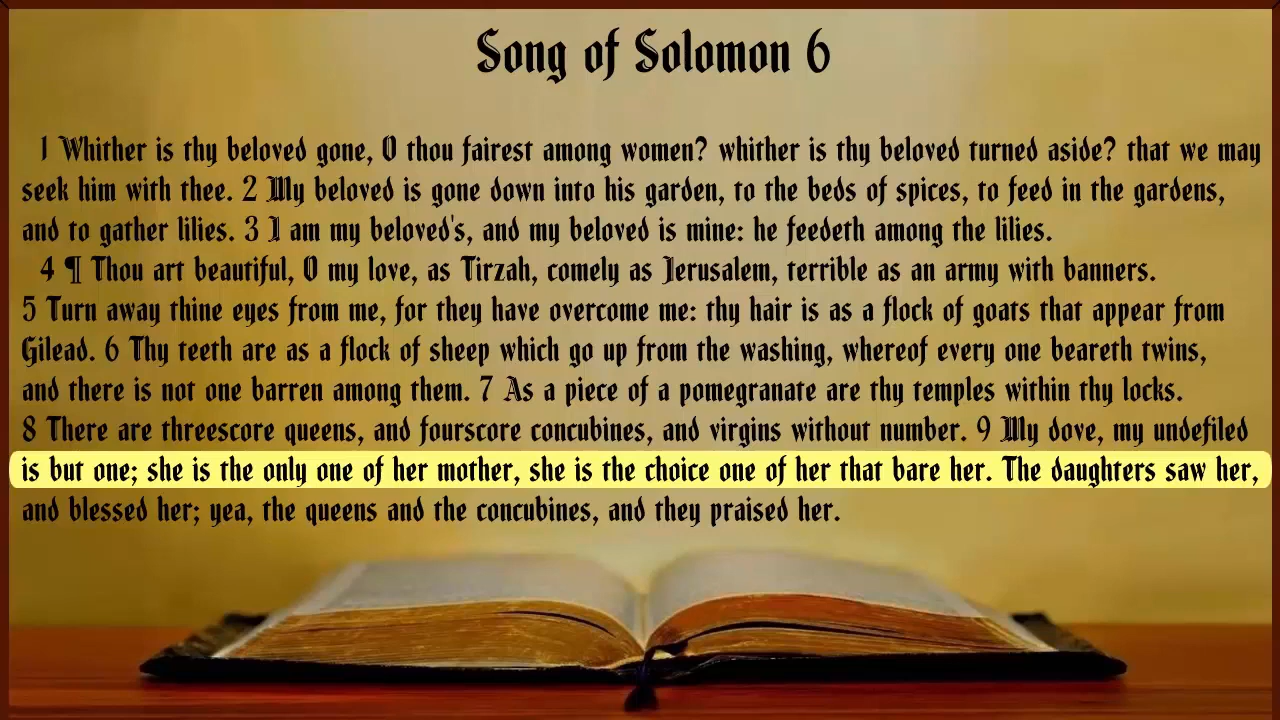 Song of Solomon 6
1 Whither is thy beloved gone, O thou fairest among women? whither is thy beloved turned aside? that we may
seek him with thee. 2 My beloved is gone down into his garden, to the beds of spices, to feed in the gardens,
and to gather lilies. 3 I am my beloved's, and my beloved is mine: he feedeth among the lilies.
4 ¶ Thou art beautiful, O my love, as Tirzah, comely as Jerusalem, terrible as an army with banners.
5 Turn away thine eyes from me, for they have overcome me: thy hair is as a flock of goats that appear from
Gilead. 6 Thy teeth are as a flock of sheep which go up from the washing, whereof every one beareth twins,
and there is not one barren among them. 7 As a piece of a pomegranate are thy temples within thy locks.
8 There are threescore queens, and fourscore concubines, and virgins without number. 9 My dove, my undefiled
is but one; she is the only one of her mother, she is the choice one of her that bare her. The daughters saw her,
and blessed her; yea, the queens and the concubines, and they praised her.